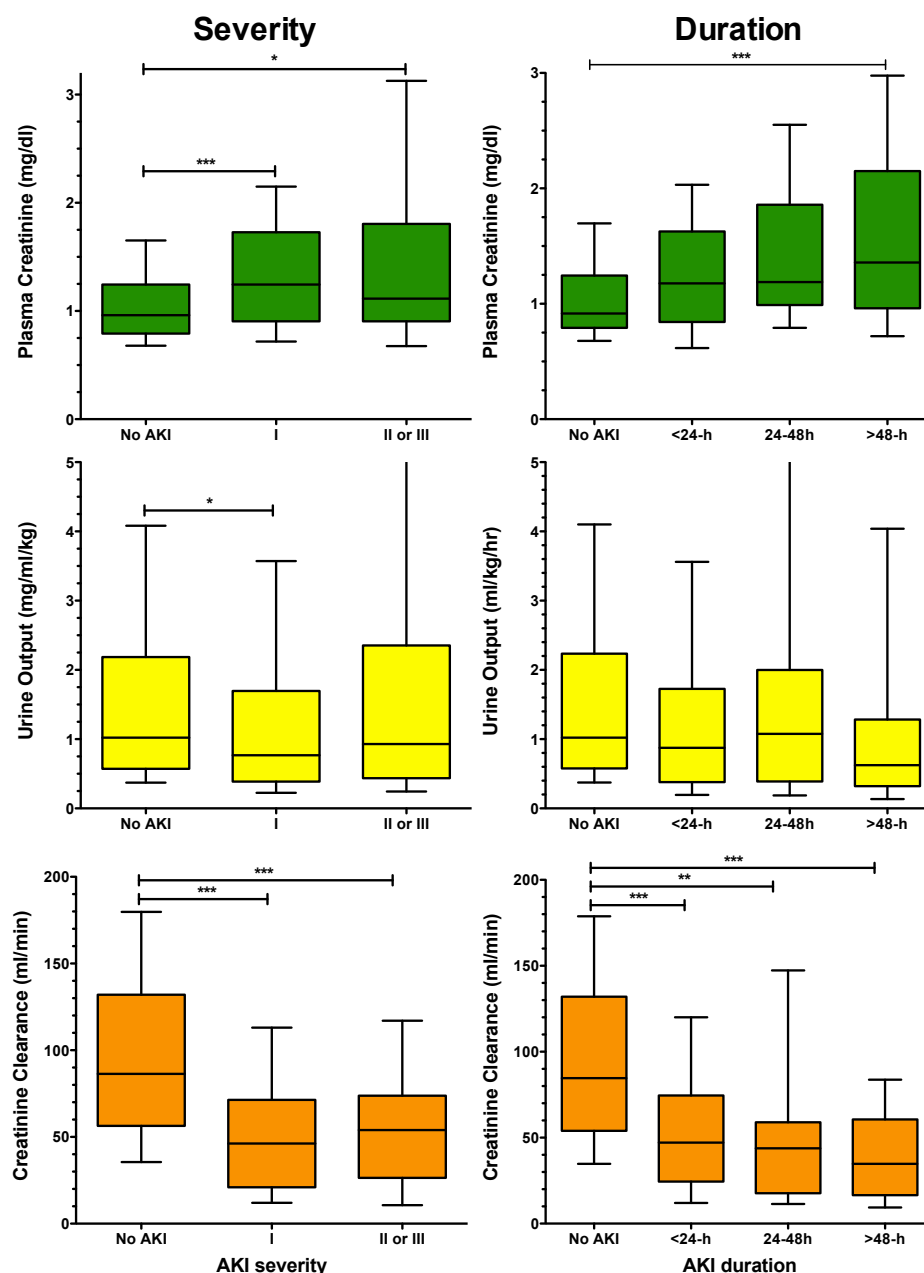 Severity
Duration
*
***
***
Plasma Creatinine (mg/dl)
3
2
1
0
No AKI
I
II or III
Plasma Creatinine (mg/dl)
3
2
1
0
No AKI
<24-h
24-48h
>48-h
*
Urine Output (mg/ml/kg)
5
4
3
2
1
0
No AKI
I
II or III
Urine Output (ml/kg/hr)
5
4
3
2
1
0
No AKI
<24-h
24-48h
>48-h
***
***
Creatinine Clearance (ml/min)
200
150
100
50
0
No AKI
I
II or III
AKI severity
***
**
***
Creatinine Clearance (ml/min)
200
150
100
50
0
No AKI
<24-h
24-48h
>48-h
AKI duration